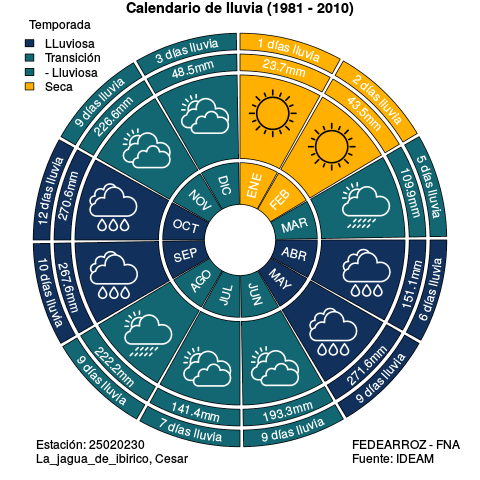 Calendario de lluvia (1981 - 2010)
Temporada
LLuviosa
Transición
- Lluviosa
Seca
1 días lluvia
23.7mm
ENE
2 días lluvia
43.5mm
FEB
5 días lluvia
109.9mm
MAR
6 días lluvia
151.1mm
ABR
9 días lluvia
271.6mm
MAY
9 días lluvia
193.3mm
JUN
7 días lluvia
141.4mm
JUL
9 días lluvia
222.2mm
AGO
10 días lluvia
267.6mm
SEP
12 días lluvia
270.6mm
OCT
9 días lluvia
226.6mm
NOV
3 días lluvia
48.5mm
DIC
Estación: 25020230
La_jagua_de_ibirico, Cesar
FEDEARROZ - FNA
Fuente: IDEAM